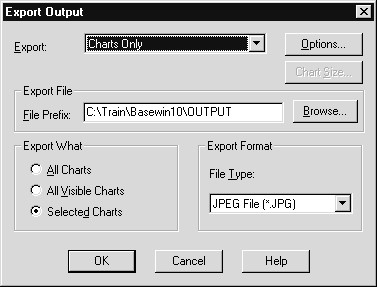 Export Output
Export: Charts Only Options...
Chart Size...
Export File
File Prefix: C:\Train\Basewin10\OUTPUT Browse...
Export What Export Format
All Charts
File Type:
All Visible Charts
Selected Charts JPEG File (*.JPG)
OK Cancel Help